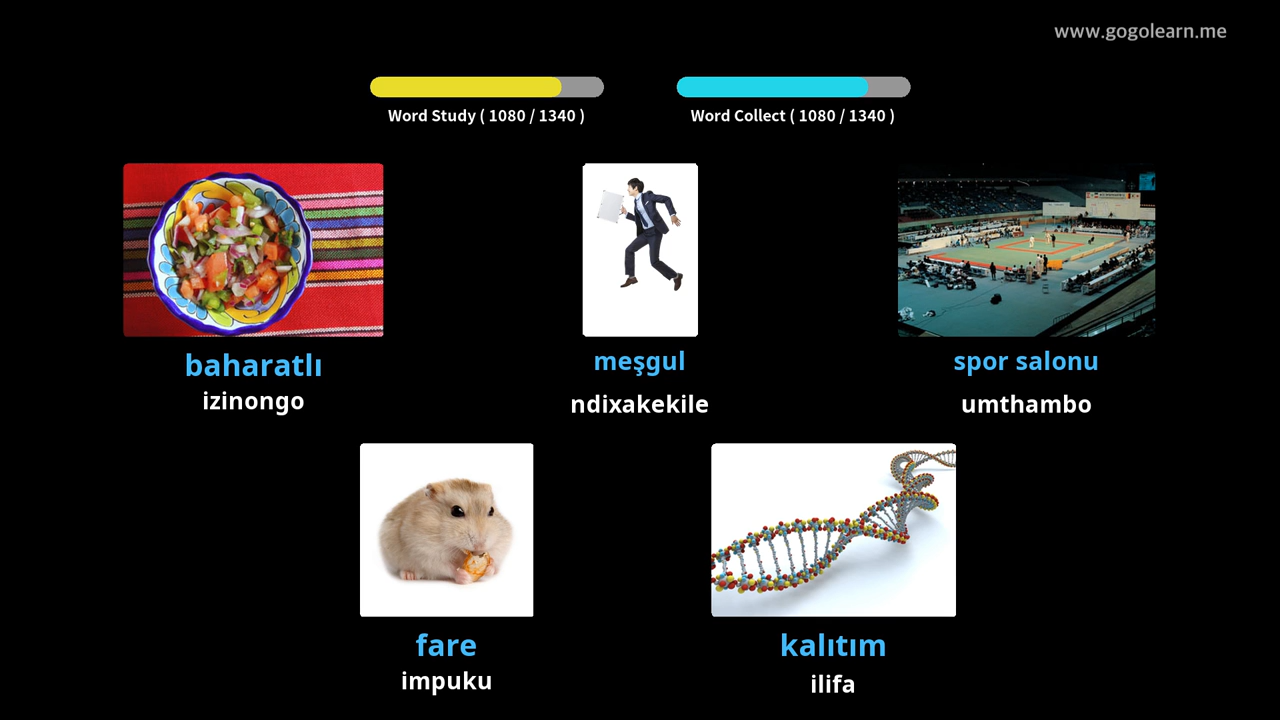 www.gogolearn.me
Word Study ( 1080 / 1340 )
Word Collect ( 1080 / 1340 )
baharatlı
izinongo
meşgul
ndixakekile
spor salonu
umthambo
fare
impuku
kalıtım
ilifa